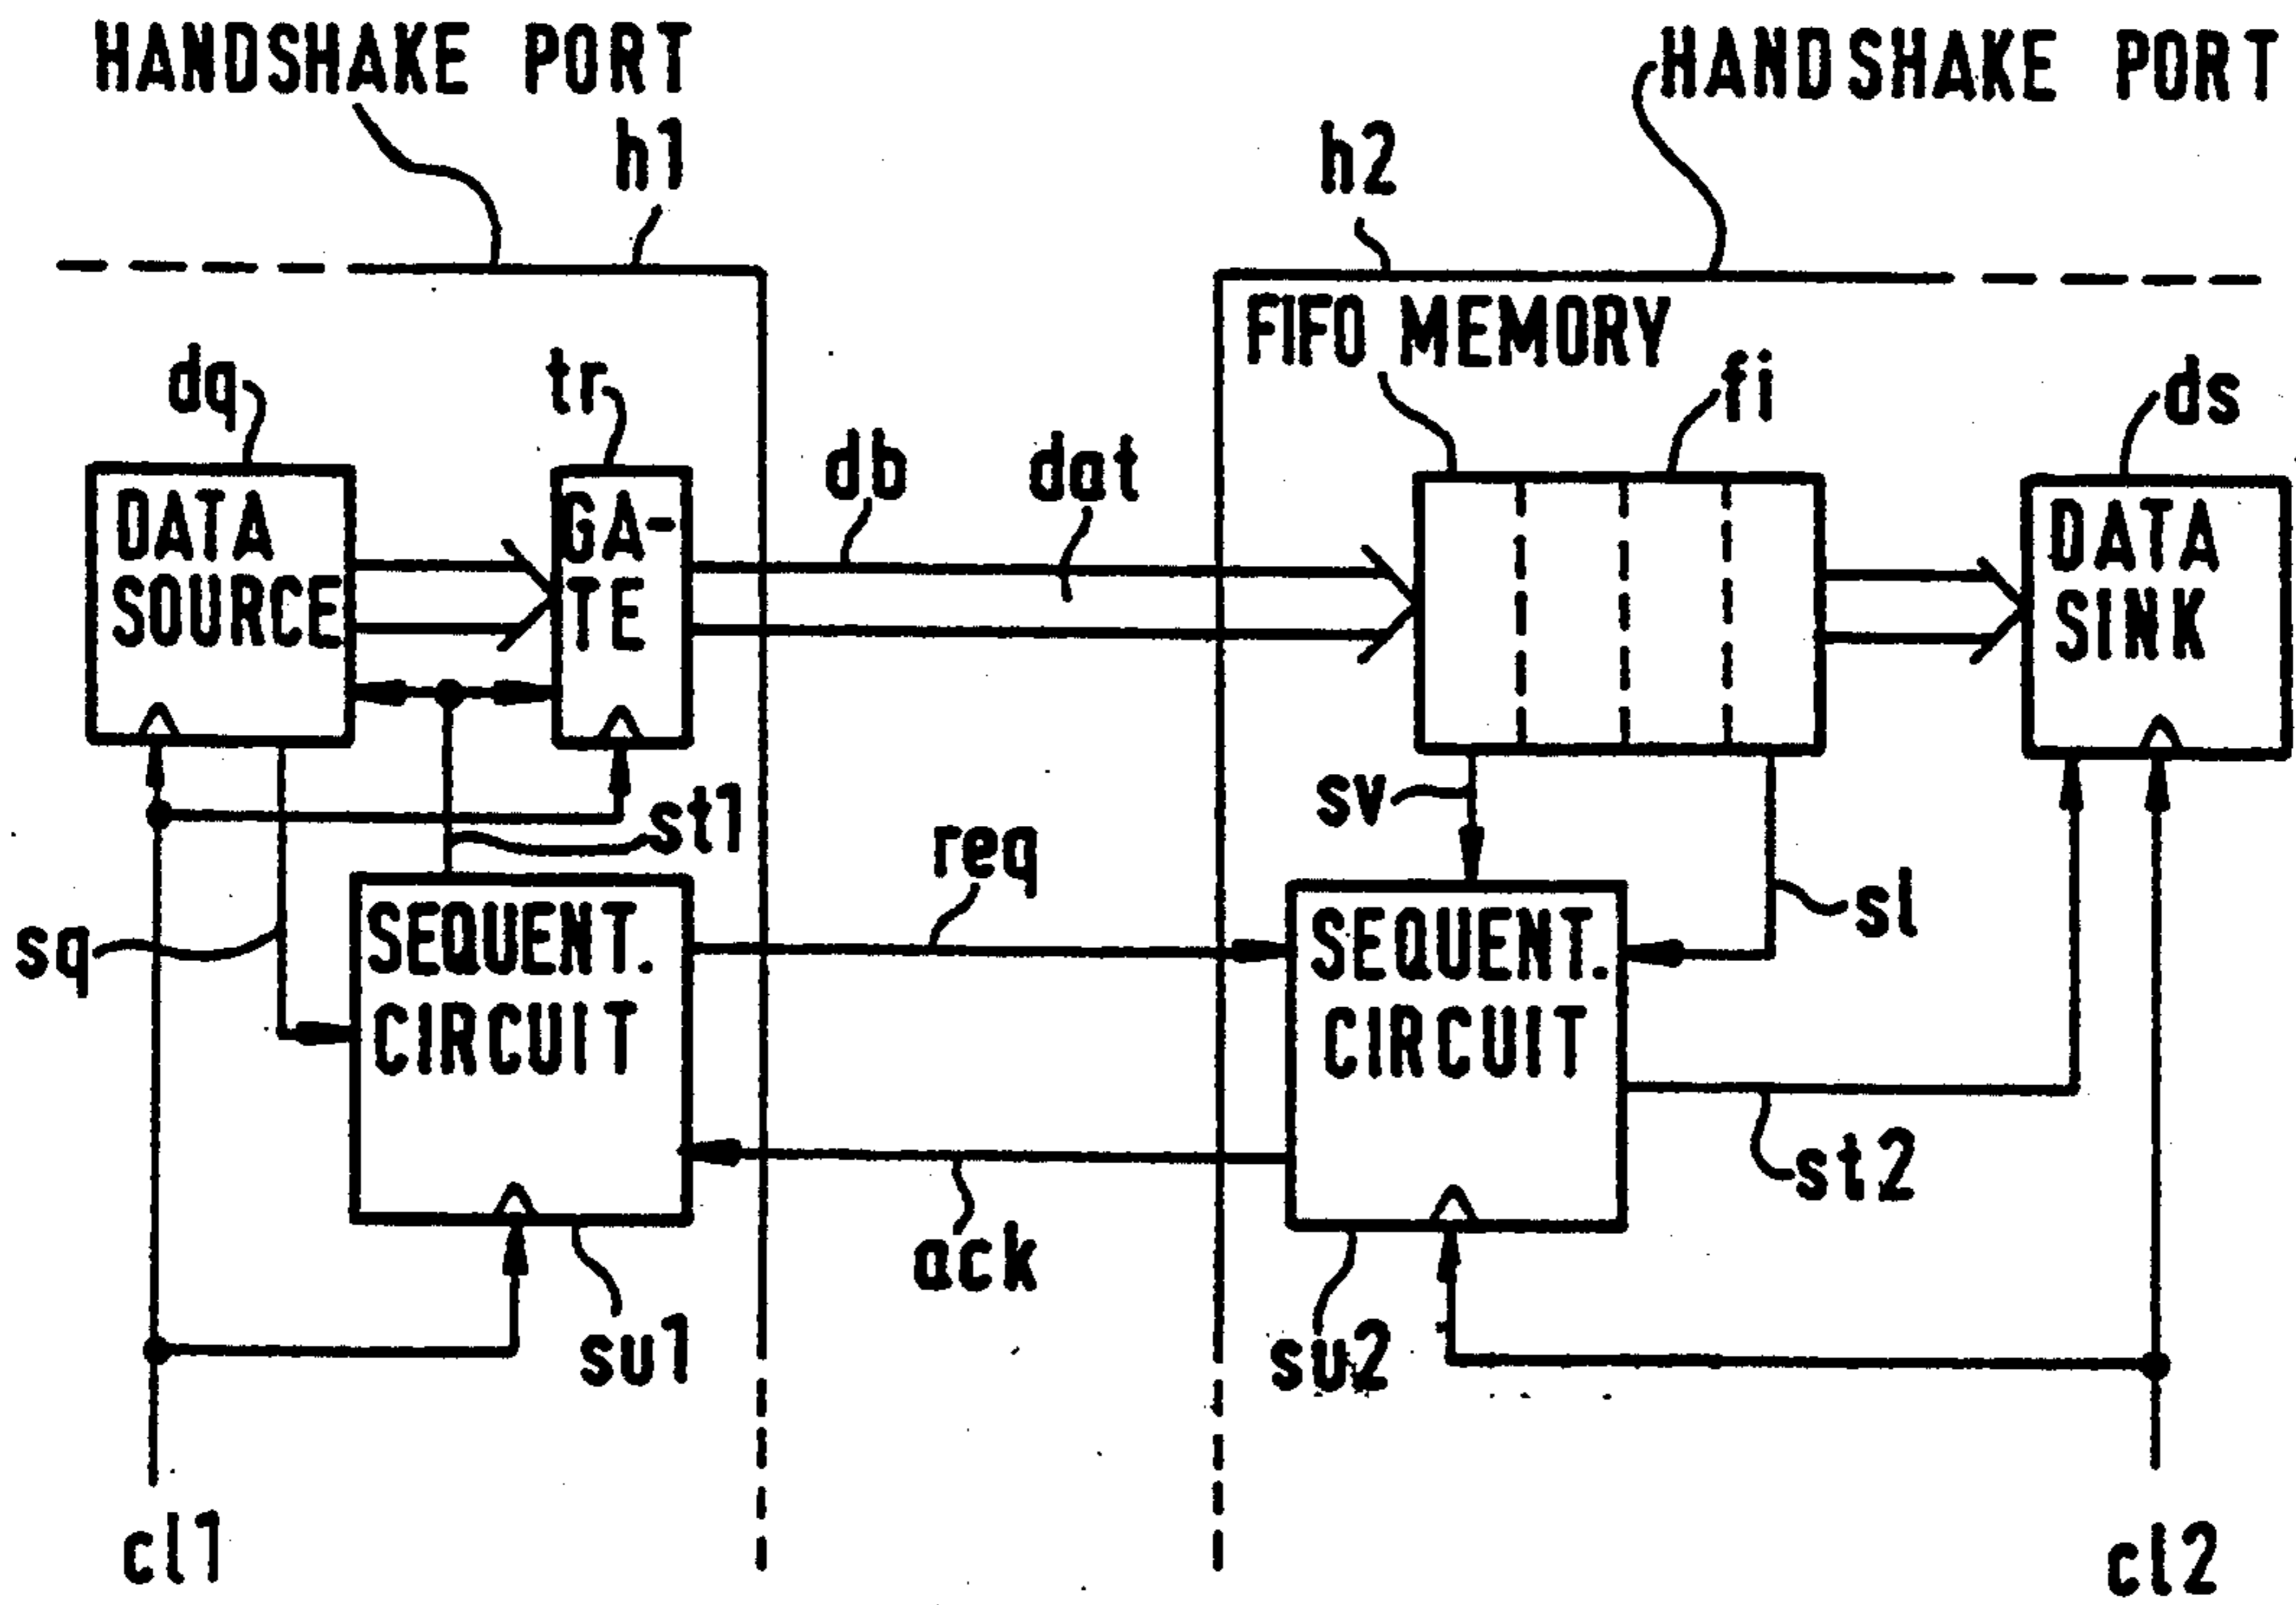 HANDSHAKE PORT
HANDSHAKE PORT
h1
h2
FIFO MEMORY
dq
tr
fi
ds
db
dat
DATA
SOURCE
GA-
TE
DATA
SINK
sv
st1
req
sl
sq
SEQUENT.
CIRCUIT
SEQUENT.
CIRCUIT
st2
ack
su1
su2
cl1
cl2